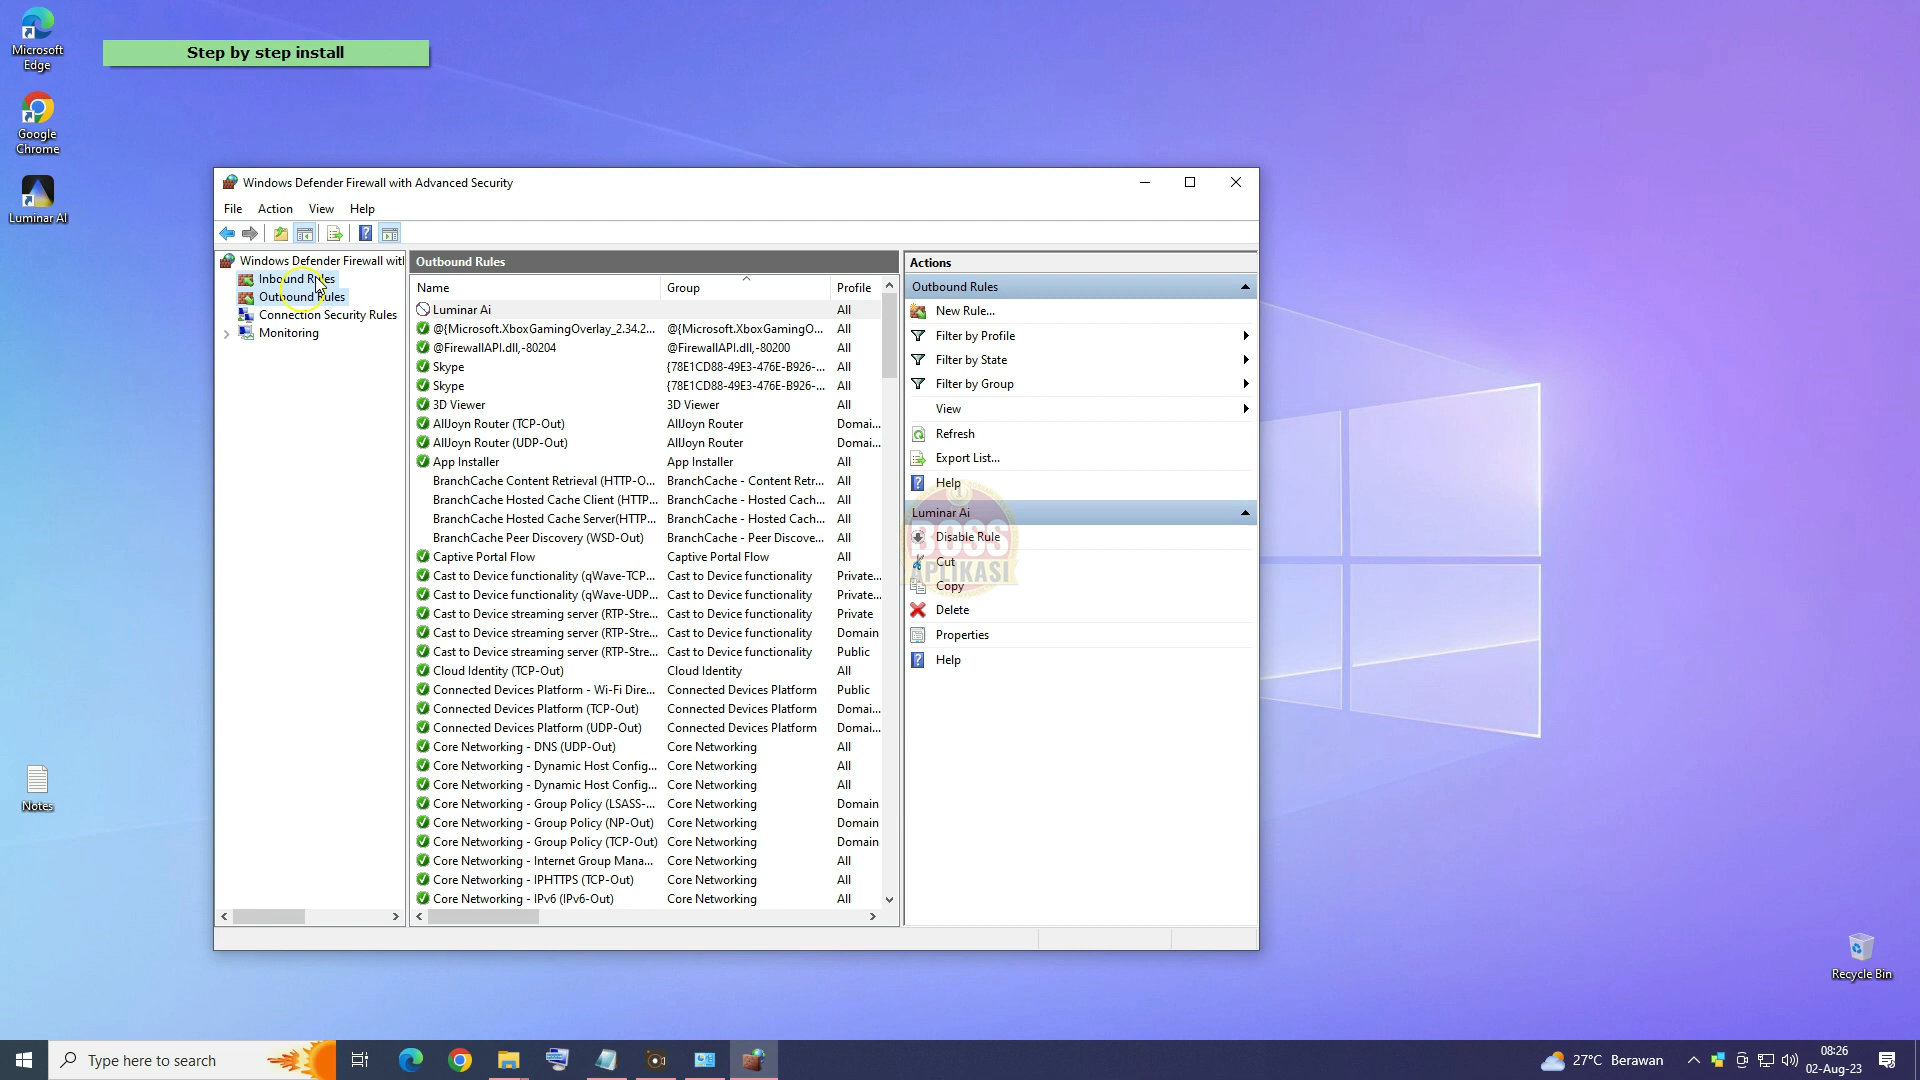 Microsoft
Edge
Step by step install
Google
Chrome
Luminar AI
Windows Defender Firewall with Advanced Security
File Action View Help
Windows Defender Firewall wit
Inbound Rules
Outbound Rules
Connection Security Rules
Monitoring
Outbound Rules
Name Group Profile
Luminar Ai All
@{Microsoft.XboxGamingOverlay_2.34.2... @{Microsoft.XboxGamingO... All
@FirewallAPI.dll,-80204 @FirewallAPI.dll,-80200 All
Skype {78E1CD88-49E3-476E-B926-... All
Skype {78E1CD88-49E3-476E-B926-... All
3D Viewer 3D Viewer All
AllJoyn Router (TCP-Out) AllJoyn Router Domai...
AllJoyn Router (UDP-Out) AllJoyn Router Domai...
App Installer App Installer All
BranchCache Content Retrieval (HTTP-O... BranchCache - Content Retr... All
BranchCache Hosted Cache Client (HTTP... BranchCache - Hosted Cach... All
BranchCache Hosted Cache Server(HTTP... BranchCache - Hosted Cach... All
BranchCache Peer Discovery (WSD-Out) BranchCache - Peer Discove... All
Captive Portal Flow Captive Portal Flow All
Cast to Device functionality (qWave-TCP... Cast to Device functionality Private...
Cast to Device functionality (qWave-UDP... Cast to Device functionality Private...
Cast to Device streaming server (RTP-Stre... Cast to Device functionality Private
Cast to Device streaming server (RTP-Stre... Cast to Device functionality Domain
Cast to Device streaming server (RTP-Stre... Cast to Device functionality Public
Cloud Identity (TCP-Out) Cloud Identity All
Connected Devices Platform - Wi-Fi Dire... Connected Devices Platform Public
Connected Devices Platform (TCP-Out) Connected Devices Platform Domai...
Connected Devices Platform (UDP-Out) Connected Devices Platform Domai...
Core Networking - DNS (UDP-Out) Core Networking All
Core Networking - Dynamic Host Config... Core Networking All
Core Networking - Dynamic Host Config... Core Networking All
Core Networking - Group Policy (LSASS-... Core Networking Domain
Core Networking - Group Policy (NP-Out) Core Networking Domain
Core Networking - Group Policy (TCP-Out) Core Networking Domain
Core Networking - Internet Group Mana... Core Networking All
Core Networking - IPHTTPS (TCP-Out) Core Networking All
Core Networking - IPv6 (IPv6-Out) Core Networking All
Actions
Outbound Rules
New Rule...
Filter by Profile
Filter by State
Filter by Group
View
Refresh
Export List...
Help
Luminar Ai
Disable Rule
Cut
Copy
Delete
Properties
Help
BOSS
APLIKASI
Notes
Recycle Bin
Type here to search
27°C Berawan
08:26
02-Aug-23